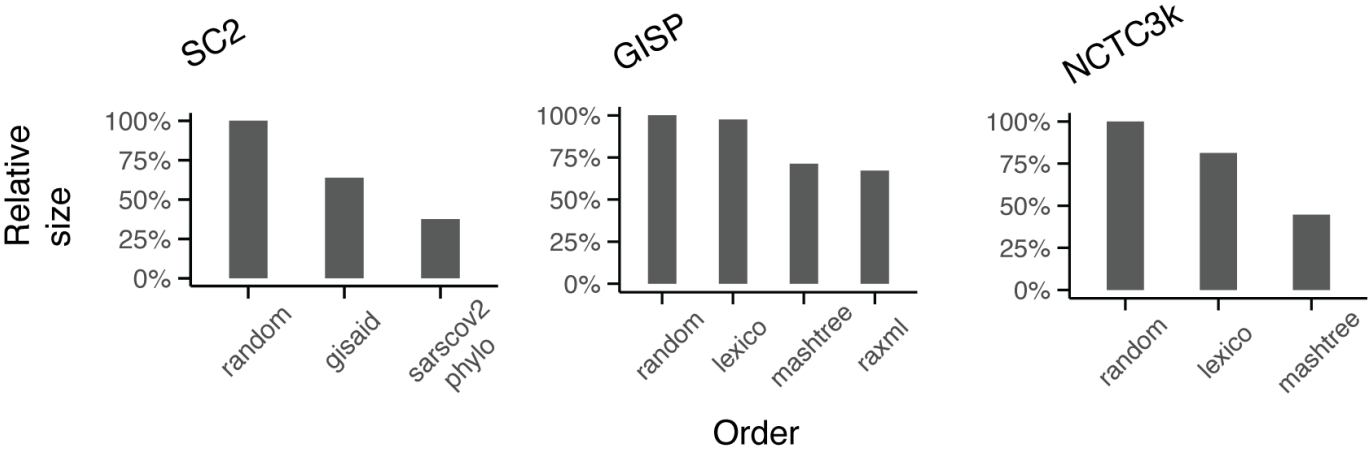 SC2
GISP
NCTC3k
Relative
size
100%
75%
50%
25%
0%
random
gisaid
sarscov2
phylo
100%
75%
50%
25%
0%
random
lexico
mashtree
raxml
100%
75%
50%
25%
0%
random
lexico
mashtree
Order